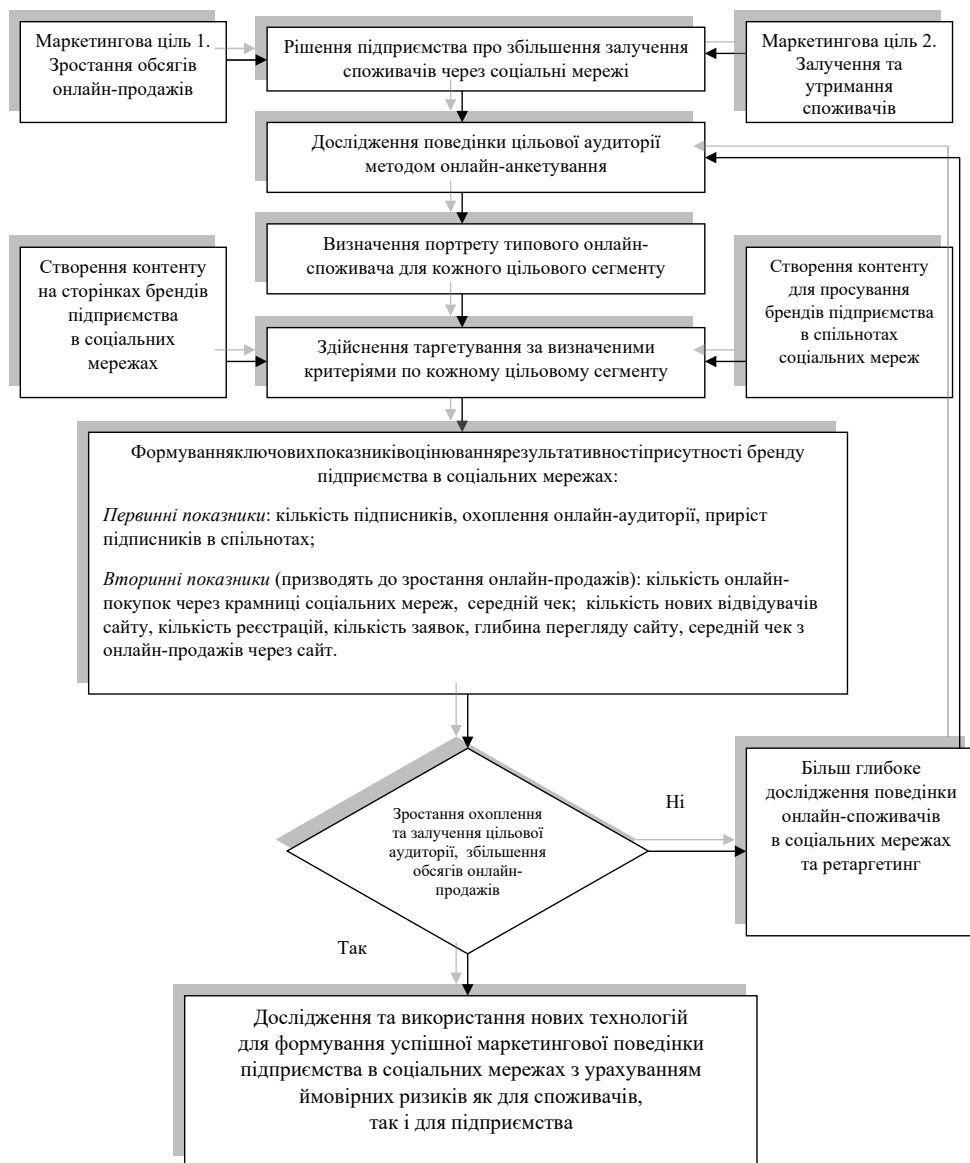 Маркетингова ціль 1.
Зростання обсягів
онлайн-продажів
Рішення підприємства про збільшення залучення
споживачів через соціальні мережі
Маркетингова ціль 2.
Залучення та
утримання
споживачів
Дослідження поведінки цільової аудиторії
методом онлайн-анкетування
Визначення портрету типового онлайн-
споживача для кожного цільового сегменту
Створення контенту
на сторінках брендів
підприємства
в соціальних
мережах
Створення контенту
для просування
брендів підприємства
в спільнотах
соціальних мереж
Здійснення таргетування за визначеними
критеріями по кожному цільовому сегменту
Формуванняключовихпоказниківоцінюваннярезультативностіприсутності бренду
підприємства в соціальних мережах:
Первинні показники: кількість підписників, охоплення онлайн-аудиторії, приріст
підписників в спільнотах;
Вторинні показники (призводять до зростання онлайн-продажів): кількість онлайн-
покупок через крамниці соціальних мереж, середній чек; кількість нових відвідувачів
сайту, кількість реєстрацій, кількість заявок, глибина перегляду сайту, середній чек з
онлайн-продажів через сайт.
Зростання охоплення
та залучення цільової
аудиторії, збільшення
обсягів онлайн-
продажів
Ні
Більш глибоке
дослідження поведінки
онлайн-споживачів
в соціальних мережах
та ретаргетинг
Так
Дослідження та використання нових технологій
для формування успішної маркетингової поведінки
підприємства в соціальних мережах з урахуванням
ймовірних ризиків як для споживачів,
так і для підприємства